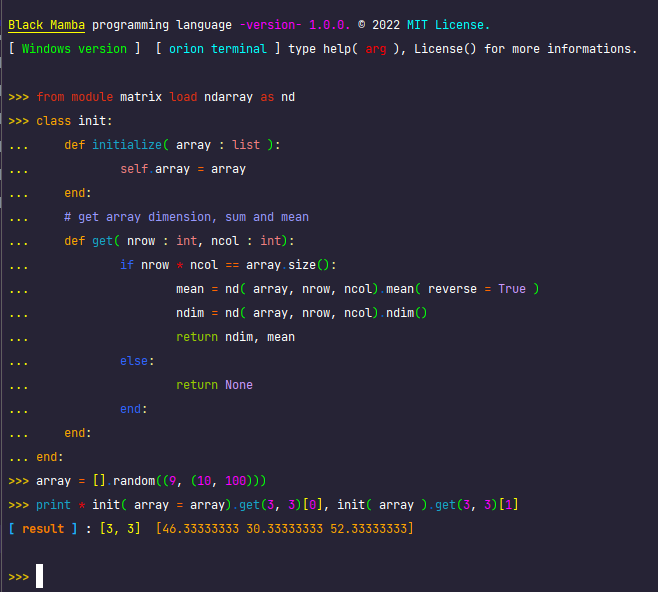 Black Mamba programming language -version- 1.0.0. © 2022 MIT License.
[ Windows version ]  [ orion terminal ] type help( arg ), License() for more informations.
>>> from module matrix load ndarray as nd
>>> class init:
...     def initialize( array : list ):
...             self.array = array
...     end:
...     # get array dimension, sum and mean
...     def get( nrow : int, ncol : int):
...             if nrow * ncol == array.size():
...                     mean = nd( array, nrow, ncol).mean( reverse = True )
...                     ndim = nd( array, nrow, ncol).ndim()
...                     return ndim, mean
...             else:
...                     return None
...             end:
...     end:
... end:
>>> array = [].random((9, (10, 100)))
>>> print * init( array = array).get(3, 3)[0], init( array ).get(3, 3)[1]
[ result ] : [3, 3]  [46.33333333 30.33333333 52.33333333]
>>>